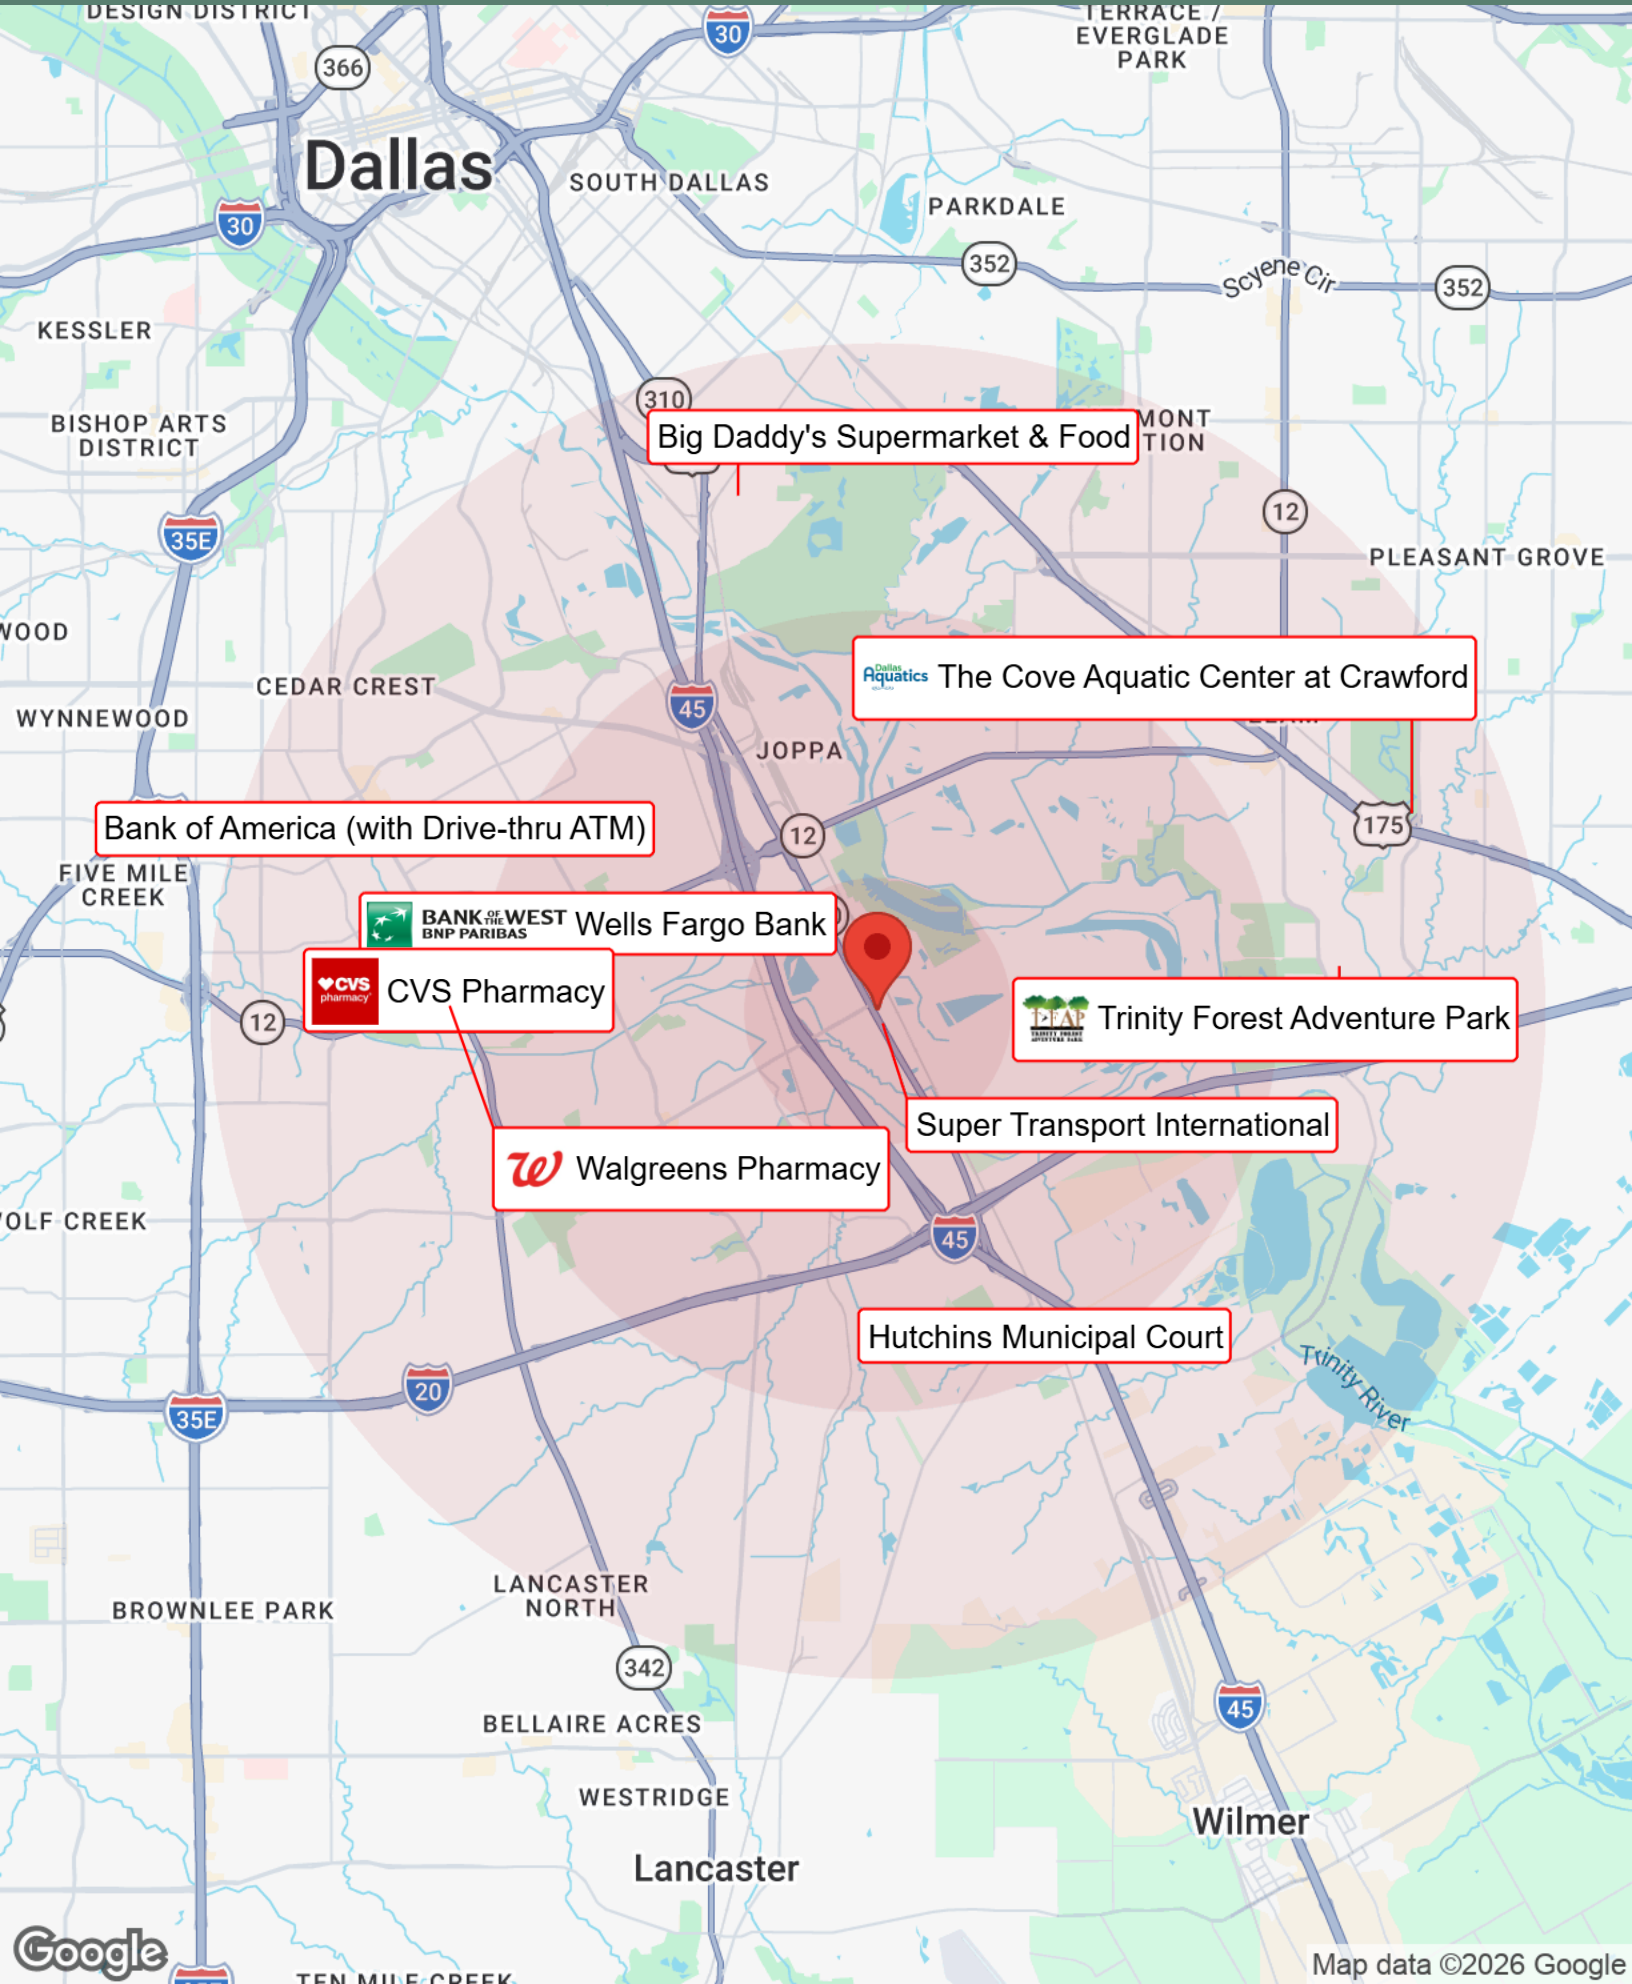 DESIGN DISTRICT
TERRACE /
EVERGLADE
PARK
30
366
Dallas
SOUTH DALLAS
PARKDALE
30
352
Scyene Cir
352
KESSLER
310
BISHOP ARTS
DISTRICT
Big Daddy's Supermarket & Food
MONT
TION
12
35E
PLEASANT GROVE
WOOD
CEDAR CREST
Dallas
Aquatics
The Cove Aquatic Center at Crawford
WYNNEWOOD
45
JOPPA
Bank of America (with Drive-thru ATM)
12
175
FIVE MILE
CREEK
BANK OF THE WEST
BNP PARIBAS
Wells Fargo Bank
CVS
pharmacy
CVS Pharmacy
12
TFAP
TRINITY FOREST
ADVENTURE PARK
Trinity Forest Adventure Park
Super Transport International
Walgreens Pharmacy
OLF CREEK
45
Hutchins Municipal Court
Trinity River
20
35E
LANCASTER
NORTH
BROWNLEE PARK
342
45
BELLAIRE ACRES
WESTRIDGE
Wilmer
Lancaster
Google
Map data ©2026 Google
TEN MILE CREEK